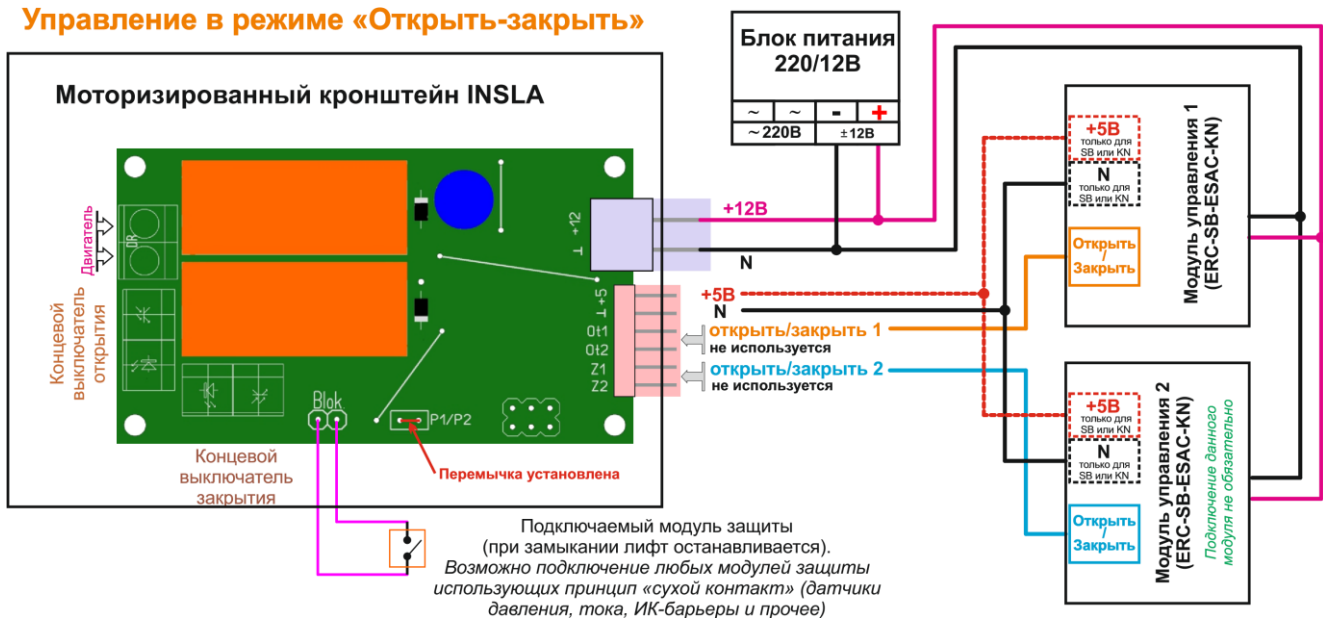 Управление в режиме «Открыть-закрыть»
Моторизированный кронштейн INSLA
Двигатель
DR
Концевой
выключатель
открытия
Концевой
выключатель
закрытия
Blok.
P1/P2
Перемычка установлена
⊥ +12
⊥ +5
Ot1
Ot2
Z1
Z2
Блок питания
220/12В
~ ~ - +
~220В ±12В
+12В
N
+5В
N
открыть/закрыть 1
не используется
открыть/закрыть 2
не используется
+5В
только для
SB или KN
N
только для
SB или KN
Открыть
/
Закрыть
Модуль управления 1
(ERC-SB-ESAC-KN)
+5В
только для
SB или KN
N
только для
SB или KN
Открыть
/
Закрыть
Модуль управления 2
(ERC-SB-ESAC-KN)
Подключение данного
модуля не обязательно
Подключаемый модуль защиты
(при замыкании лифт останавливается).
Возможно подключение любых модулей защиты
использующих принцип «сухой контакт» (датчики
давления, тока, ИК-барьеры и прочее)